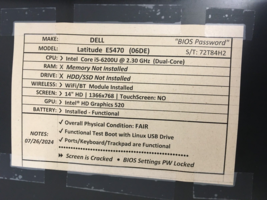 MAKE: DELL "BIOS Password"
MODEL: Latitude E5470 (06DE) S/T: 72T84H2
CPU: ➤ Intel Core i5-6200U @ 2.30 GHz (Dual-Core)
RAM: X Memory Not Installed
DRIVE: X HDD/SSD Not Installed
WIRELESS: ➤ WiFi/BT Module Installed
SCREEN: ➤ 14" HD | 1366x768 | TouchScreen: NO
GPU: ➤ Intel® HD Graphics 520
BATTERY: ➤ Installed - Functional
NOTES:
07/26/2024
✓ Overall Physical Condition: FAIR
✓ Functional Test Boot with Linux USB Drive
✓ Ports/Keyboard/Trackpad are Functional
➤ Screen is Cracked • BIOS Settings PW Locked